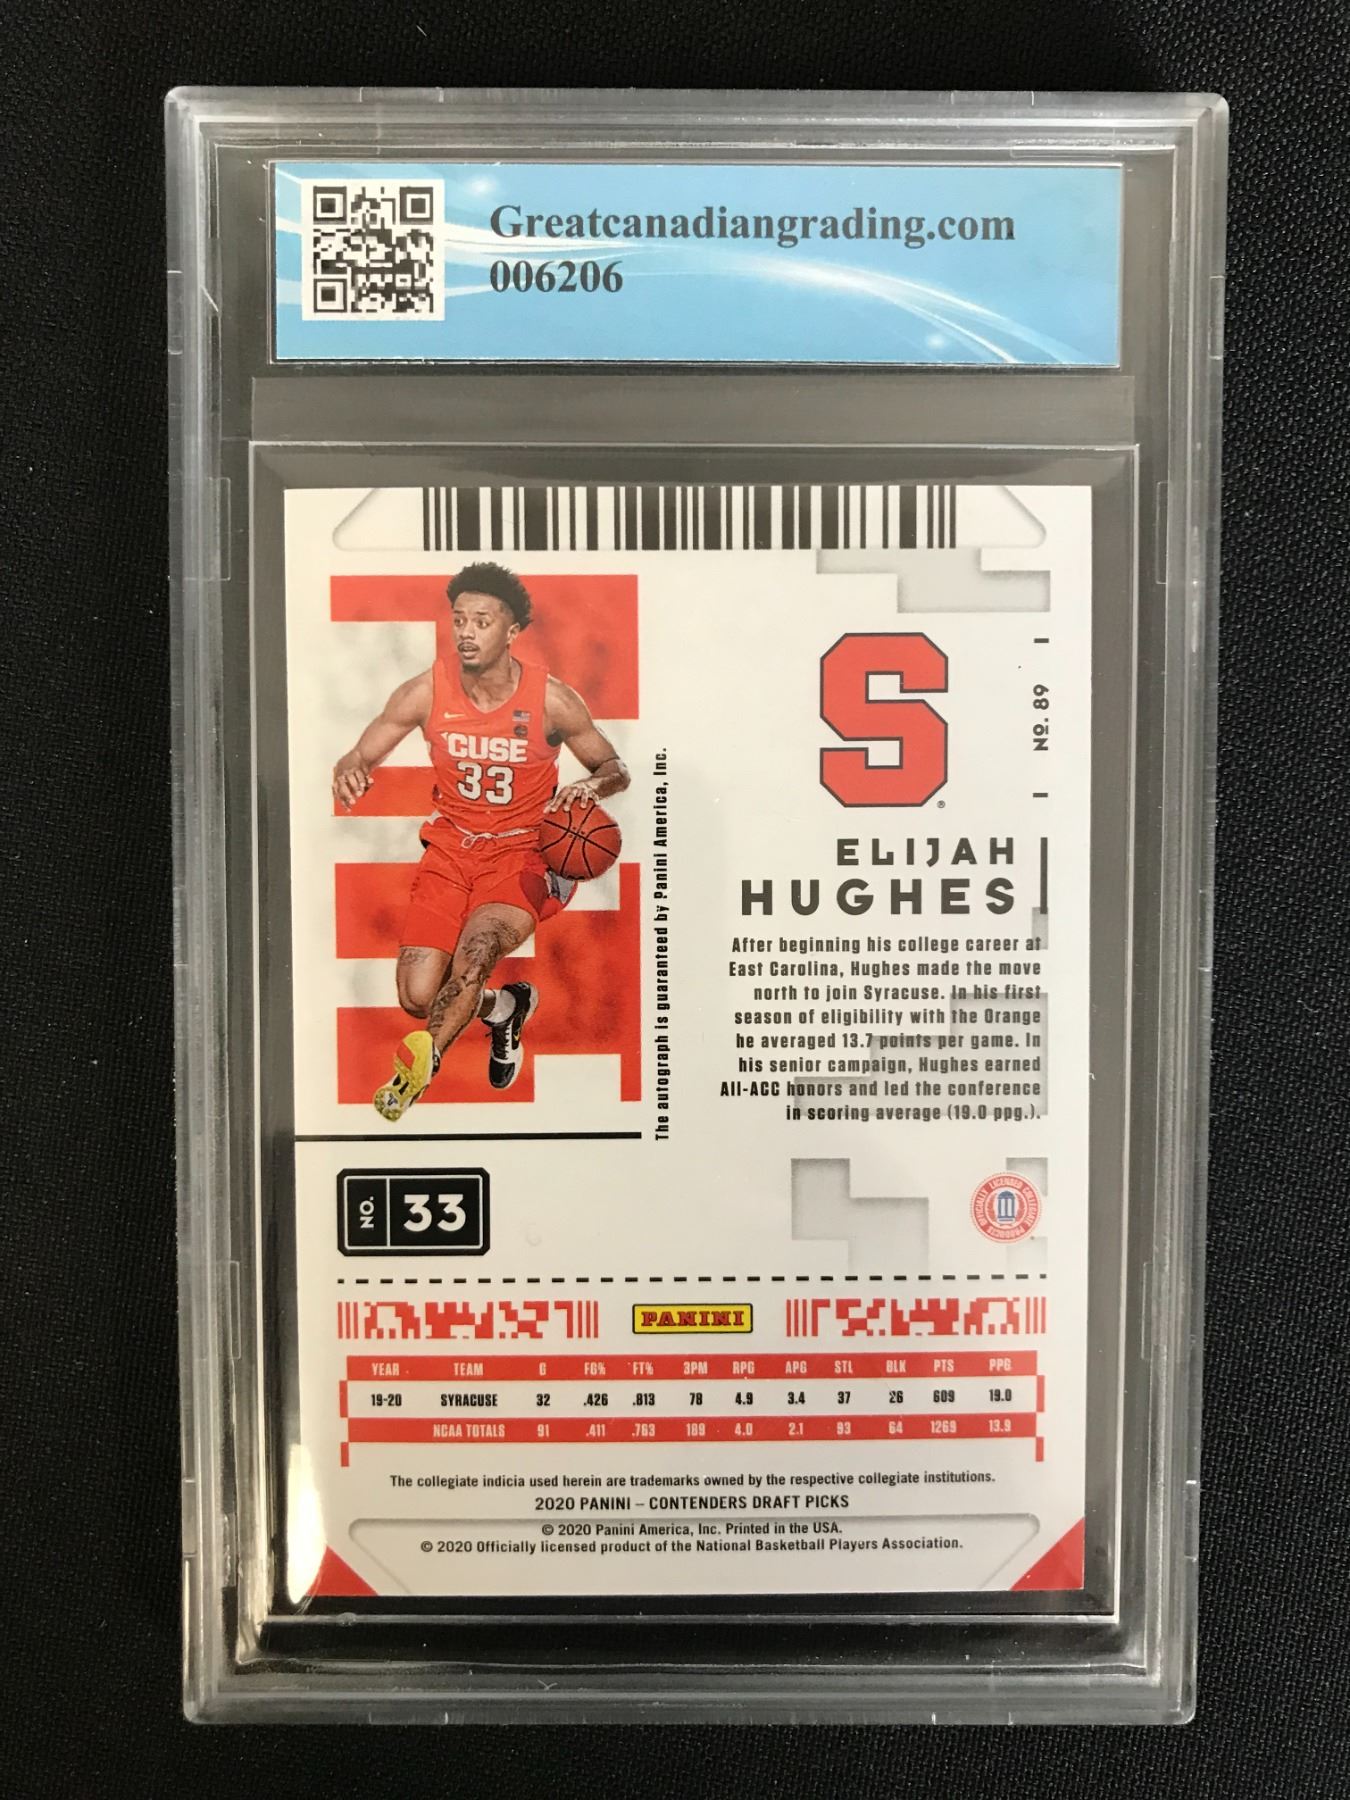 Greatcanadiangrading.com
006206
'CUSE
33
The autograph is guaranteed by Panini America, Inc.
S
®
No. 89
ELIJAH
HUGHES
After beginning his college career at
East Carolina, Hughes made the move
north to join Syracuse. In his first
season of eligibility with the Orange
he averaged 13.7 points per game. In
his senior campaign, Hughes earned
All-ACC honors and led the conference
in scoring average (19.0 ppg.).
NO. 33
OFFICIALLY LICENSED COLLEGIATE PRODUCTS
PANINI
YEAR TEAM G FG% FT% 3PM RPG APG STL BLK PTS PPG
19-20 SYRACUSE 32 .426 .813 78 4.9 3.4 37 26 609 19.0
NCAA TOTALS 91 .411 .763 189 4.0 2.1 93 64 1269 13.9
The collegiate indicia used herein are trademarks owned by the respective collegiate institutions.
2020 PANINI – CONTENDERS DRAFT PICKS
© 2020 Panini America, Inc. Printed in the USA.
© 2020 Officially licensed product of the National Basketball Players Association.